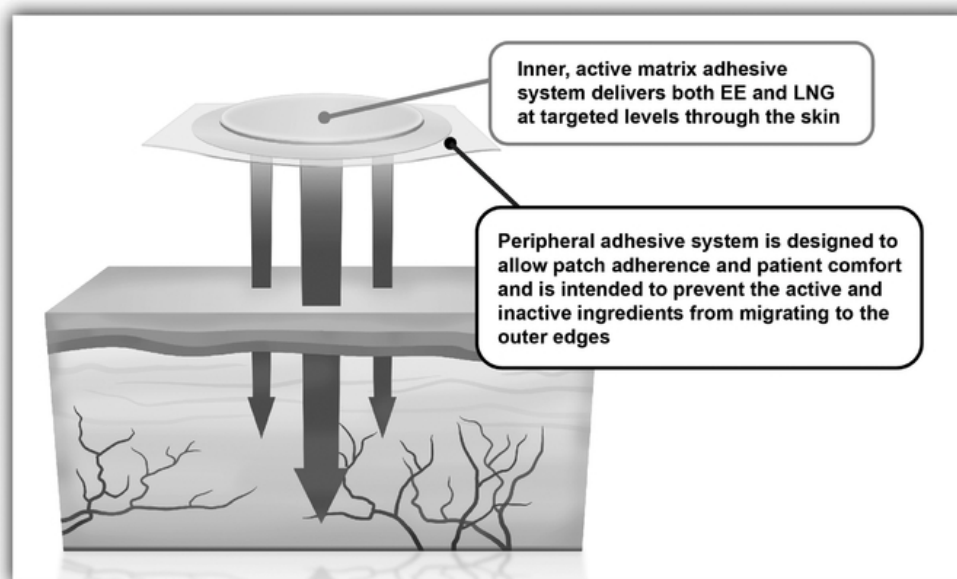 Inner, active matrix adhesive
system delivers both EE and LNG
at targeted levels through the skin
Peripheral adhesive system is designed to
allow patch adherence and patient comfort
and is intended to prevent the active and
inactive ingredients from migrating to the
outer edges